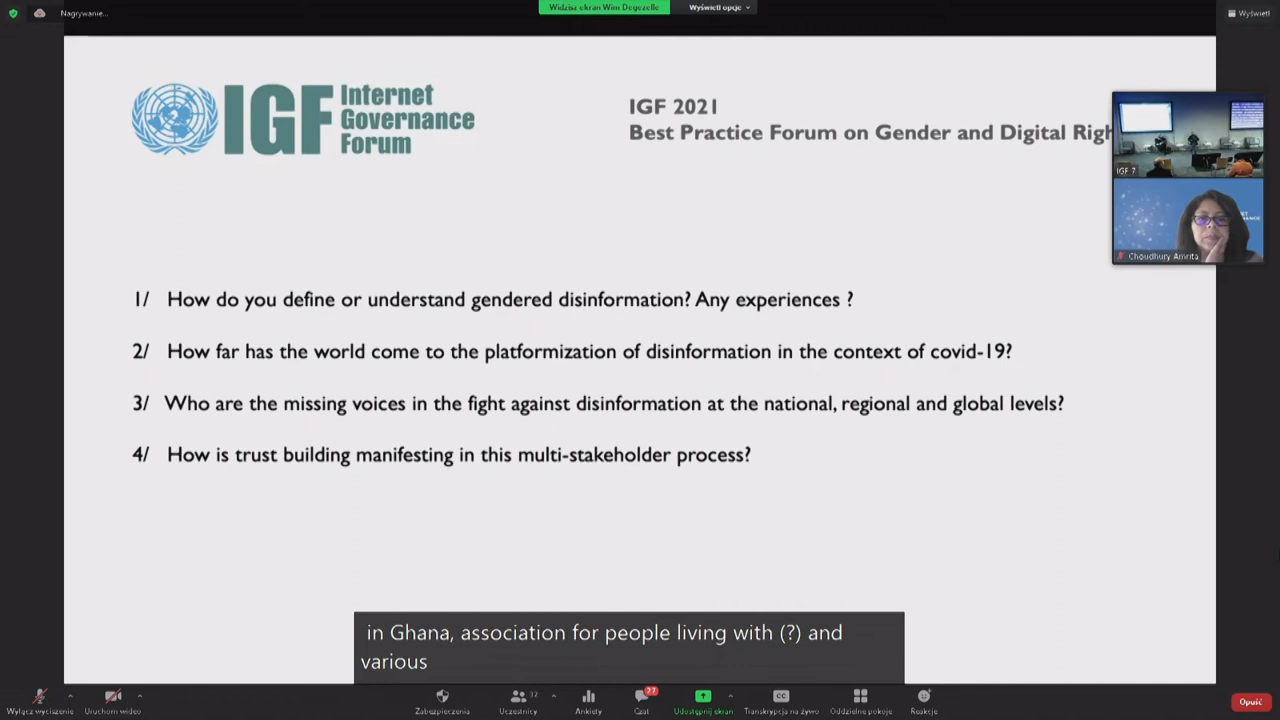 Nagrywanie...
Widzisz ekran Wim Degezelle
Wyświetl opcje
Wyświetl
IGF Internet
Governance
Forum
IGF 2021
Best Practice Forum on Gender and Digital Righ
IGF 7
Choudhury Amrita
1/ How do you define or understand gendered disinformation? Any experiences ?
2/ How far has the world come to the platformization of disinformation in the context of covid-19?
3/ Who are the missing voices in the fight against disinformation at the national, regional and global levels?
4/ How is trust building manifesting in this multi-stakeholder process?
in Ghana, association for people living with (?) and
various
Wyłącz wyciszenie
Uruchom wideo
Zabezpieczenia
Uczestnicy
Ankiety
27
Czat
Udostępnij ekran
CC
Transkrypcja na żywo
Oddzielne pokoje
Reakcje
Opuść